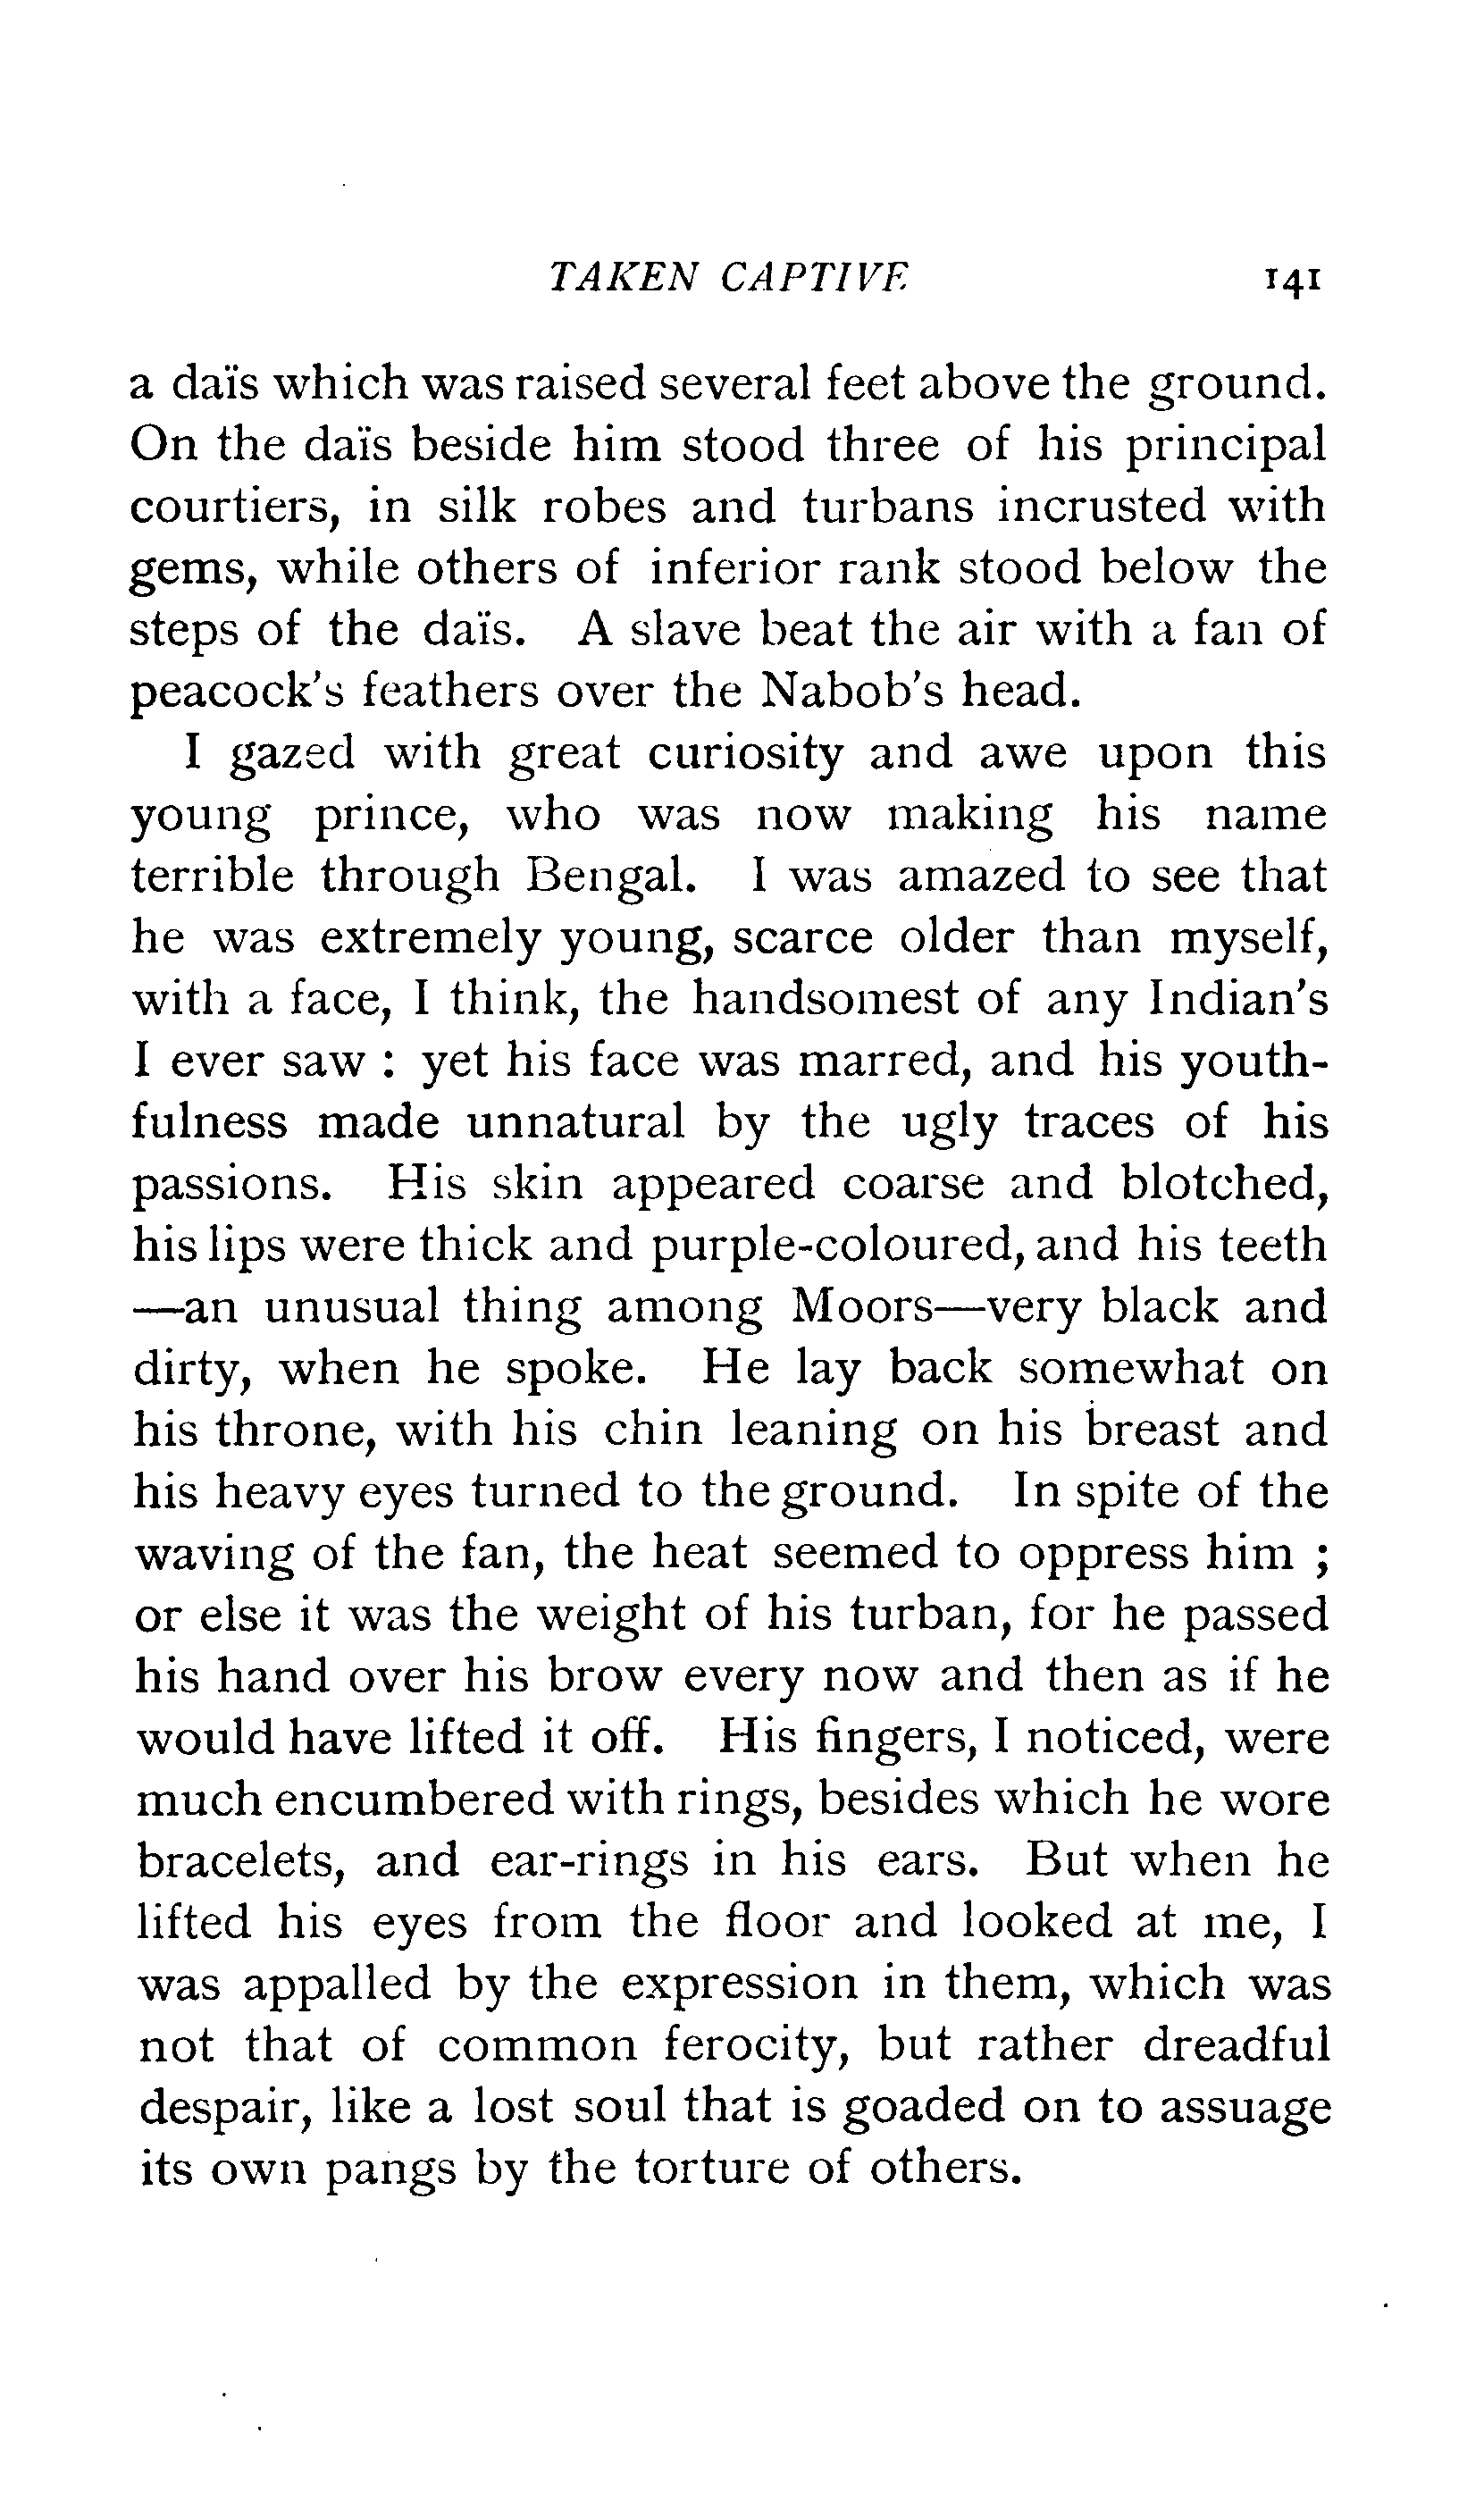 TAKEN CAPTIVE 141
a daïs which was raised several feet above the ground.
On the daïs beside him stood three of his principal
courtiers, in silk robes and turbans incrusted with
gems, while others of inferior rank stood below the
steps of the daïs. A slave beat the air with a fan of
peacock's feathers over the Nabob's head.
I gazed with great curiosity and awe upon this
young prince, who was now making his name
terrible through Bengal. I was amazed to see that
he was extremely young, scarce older than myself,
with a face, I think, the handsomest of any Indian's
I ever saw : yet his face was marred, and his youth-
fulness made unnatural by the ugly traces of his
passions. His skin appeared coarse and blotched,
his lips were thick and purple-coloured, and his teeth
—an unusual thing among Moors—very black and
dirty, when he spoke. He lay back somewhat on
his throne, with his chin leaning on his breast and
his heavy eyes turned to the ground. In spite of the
waving of the fan, the heat seemed to oppress him ;
or else it was the weight of his turban, for he passed
his hand over his brow every now and then as if he
would have lifted it off. His fingers, I noticed, were
much encumbered with rings, besides which he wore
bracelets, and ear-rings in his ears. But when he
lifted his eyes from the floor and looked at me, I
was appalled by the expression in them, which was
not that of common ferocity, but rather dreadful
despair, like a lost soul that is goaded on to assuage
its own pangs by the torture of others.